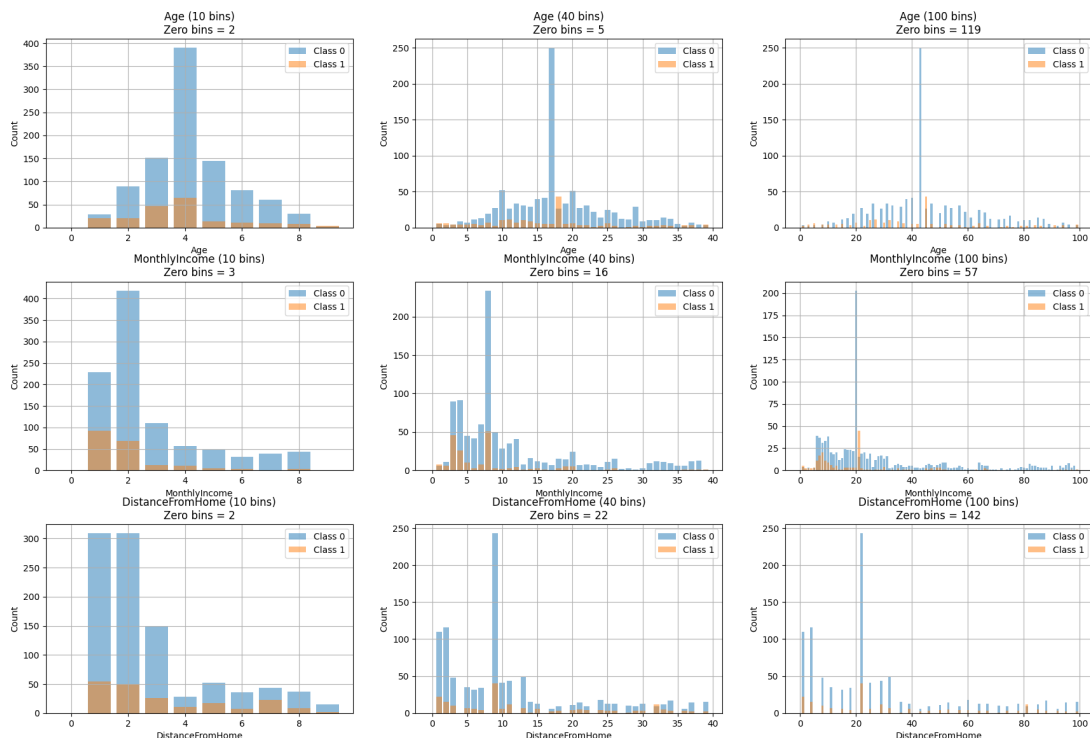 Age (10 bins)
Zero bins = 2
Count
400
350
300
250
200
150
100
50
0
Class 0
Class 1
0 2 4 6 8
Age
Age (40 bins)
Zero bins = 5
Count
250
200
150
100
50
0
Class 0
Class 1
0 5 10 15 20 25 30 35 40
Age
Age (100 bins)
Zero bins = 119
Count
250
200
150
100
50
0
Class 0
Class 1
0 20 40 60 80 100
Age
MonthlyIncome (10 bins)
Zero bins = 3
Count
400
350
300
250
200
150
100
50
0
Class 0
Class 1
0 2 4 6 8
MonthlyIncome
MonthlyIncome (40 bins)
Zero bins = 16
Count
200
150
100
50
0
Class 0
Class 1
0 5 10 15 20 25 30 35 40
MonthlyIncome
MonthlyIncome (100 bins)
Zero bins = 57
Count
200
175
150
125
100
75
50
25
0
Class 0
Class 1
0 20 40 60 80 100
MonthlyIncome
DistanceFromHome (10 bins)
Zero bins = 2
Count
300
250
200
150
100
50
0
Class 0
Class 1
0 2 4 6 8
DistanceFromHome
DistanceFromHome (40 bins)
Zero bins = 22
Count
250
200
150
100
50
0
Class 0
Class 1
0 5 10 15 20 25 30 35 40
DistanceFromHome
DistanceFromHome (100 bins)
Zero bins = 142
Count
250
200
150
100
50
0
Class 0
Class 1
0 20 40 60 80 100
DistanceFromHome